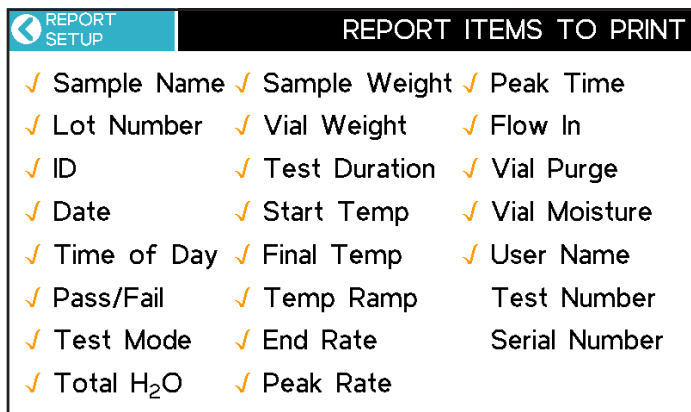 REPORT SETUP
REPORT ITEMS TO PRINT
Sample Name
Lot Number
ID
Date
Time of Day
Pass/Fail
Test Mode
Total H₂O
Sample Weight
Vial Weight
Test Duration
Start Temp
Final Temp
Temp Ramp
End Rate
Peak Rate
Peak Time
Flow In
Vial Purge
Vial Moisture
User Name
Test Number
Serial Number